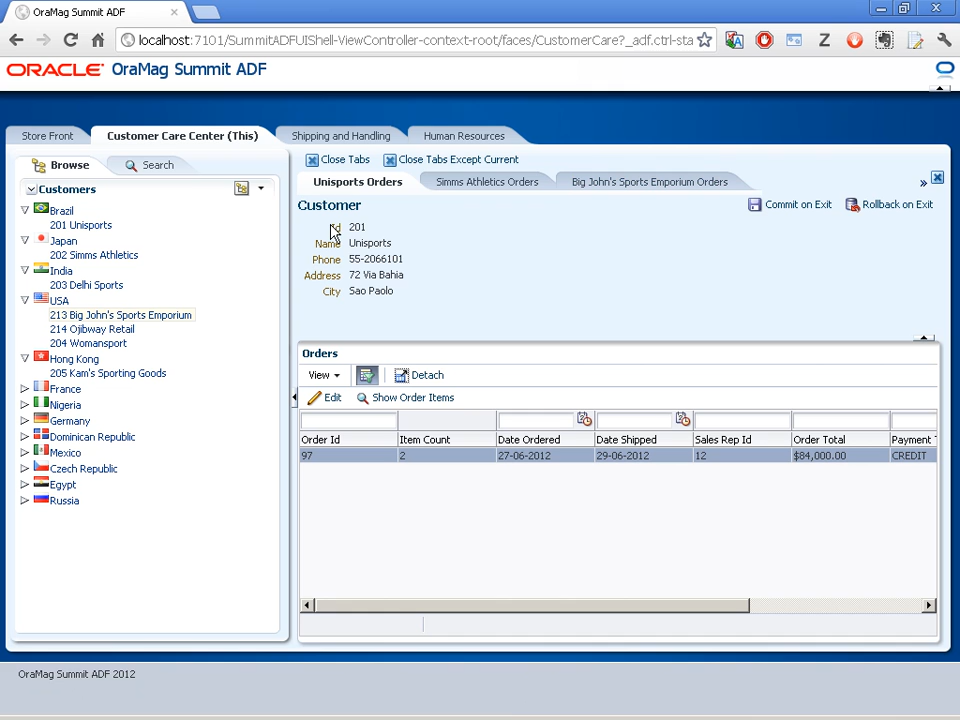 OraMag Summit ADF
localhost:7101/SummitADFUIShell-ViewController-context-root/faces/CustomerCare?_adf.ctrl-sta
ORACLE OraMag Summit ADF
Store Front Customer Care Center (This) Shipping and Handling Human Resources
Browse Search
Close Tabs Close Tabs Except Current
Unisports Orders Simms Athletics Orders Big John's Sports Emporium Orders »
Customers
Brazil
201 Unisports
Japan
202 Simms Athletics
India
203 Delhi Sports
USA
213 Big John's Sports Emporium
214 Ojibway Retail
204 Womansport
Hong Kong
205 Kam's Sporting Goods
France
Nigeria
Germany
Dominican Republic
Mexico
Czech Republic
Egypt
Russia
Customer
Commit on Exit Rollback on Exit
Id 201
Name Unisports
Phone 55-2066101
Address 72 Via Bahia
City Sao Paolo
Orders
View Detach
Edit Show Order Items
Order Id Item Count Date Ordered Date Shipped Sales Rep Id Order Total Payment T
97 2 27-06-2012 29-06-2012 12 $84,000.00 CREDIT
OraMag Summit ADF 2012